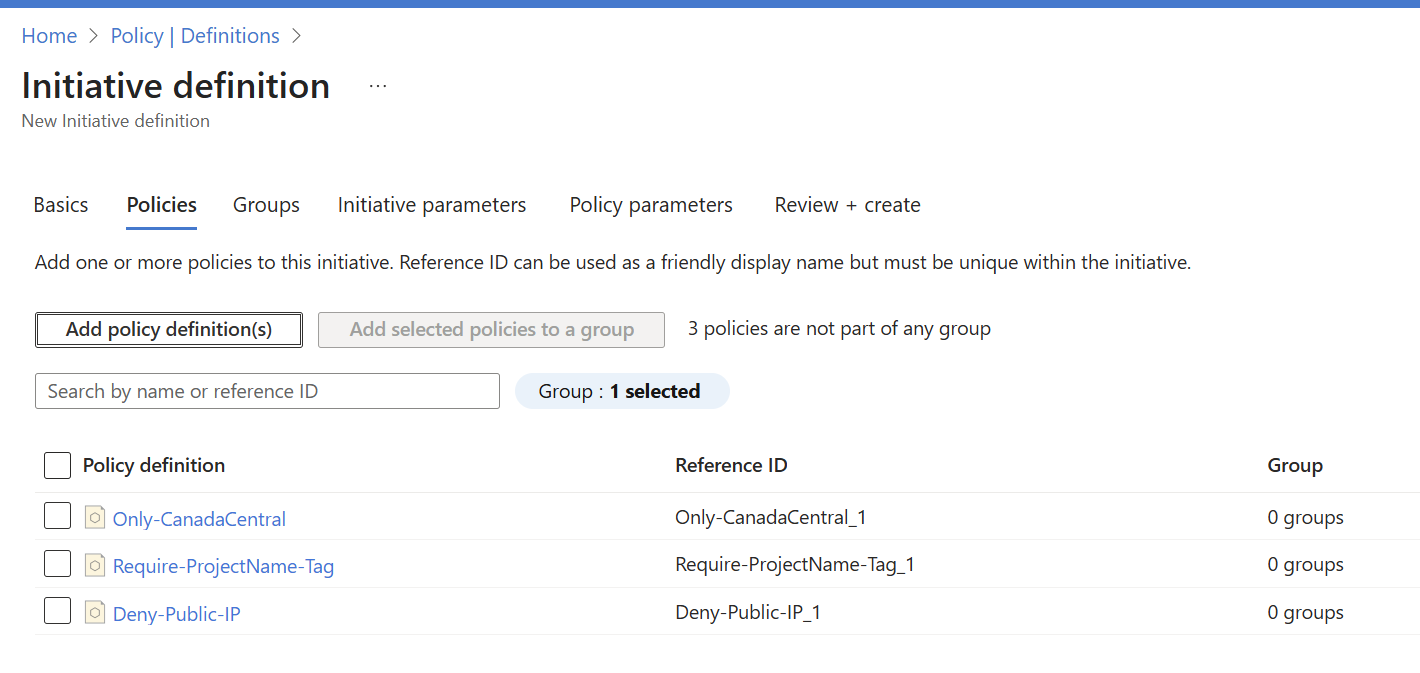 Home > Policy | Definitions >
Initiative definition ...
New Initiative definition
Basics Policies Groups Initiative parameters Policy parameters Review + create
Add one or more policies to this initiative. Reference ID can be used as a friendly display name but must be unique within the initiative.
Add policy definition(s) Add selected policies to a group 3 policies are not part of any group
Search by name or reference ID Group : 1 selected
Policy definition Reference ID Group
Only-CanadaCentral Only-CanadaCentral_1 0 groups
Require-ProjectName-Tag Require-ProjectName-Tag_1 0 groups
Deny-Public-IP Deny-Public-IP_1 0 groups